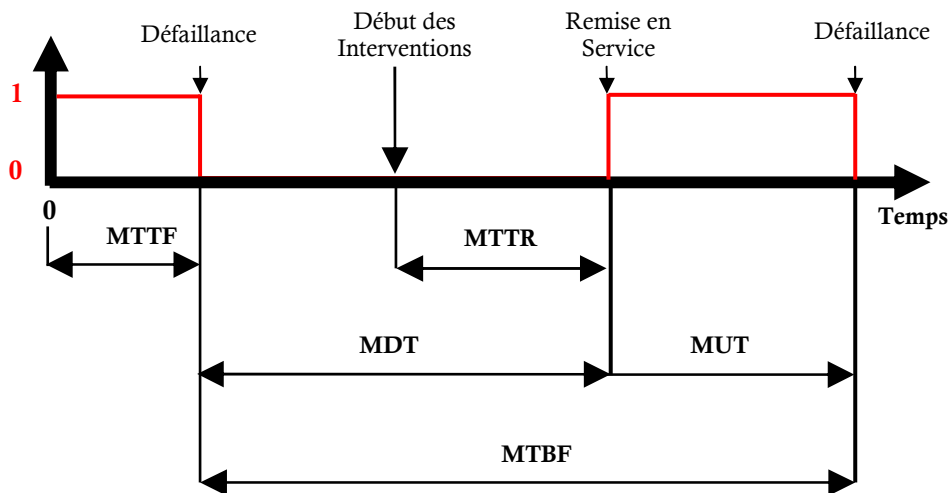 Défaillance
Début des
Interventions
Remise en
Service
Défaillance
1
0
0
Temps
MTTF
MTTR
MDT
MUT
MTBF